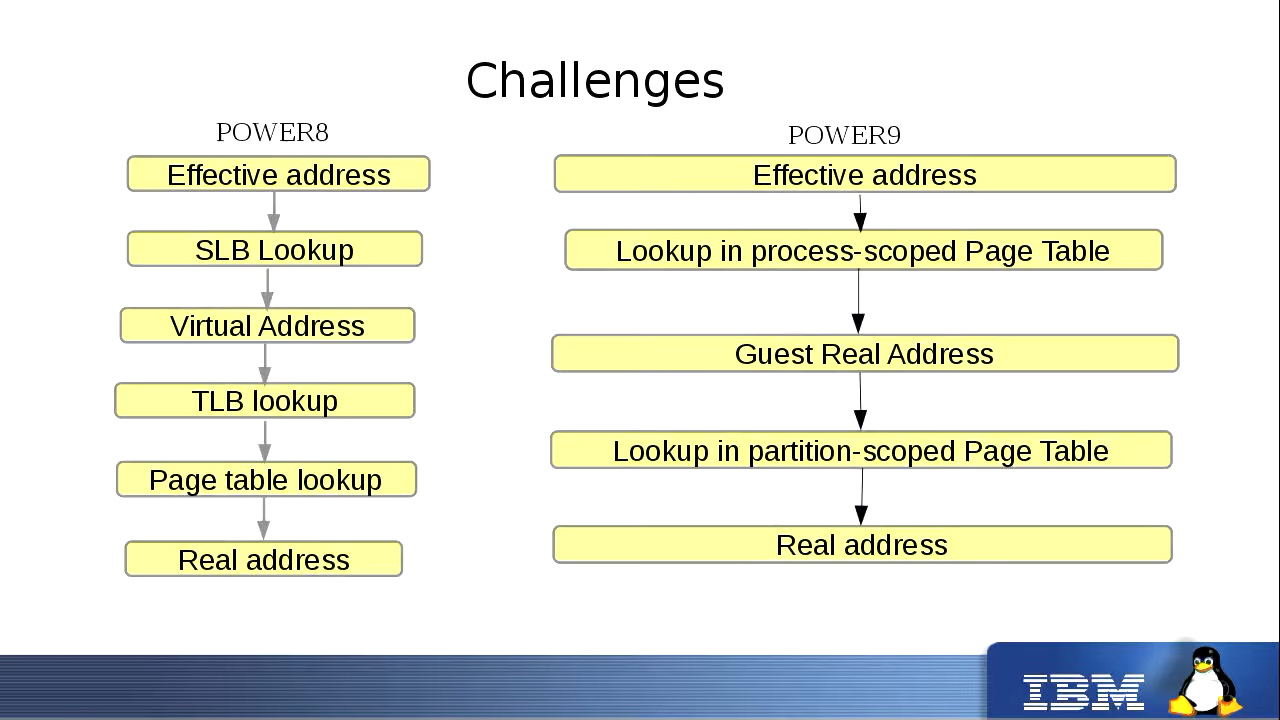 Challenges
POWER8
Effective address
SLB Lookup
Virtual Address
TLB lookup
Page table lookup
Real address
POWER9
Effective address
Lookup in process-scoped Page Table
Guest Real Address
Lookup in partition-scoped Page Table
Real address
IBM